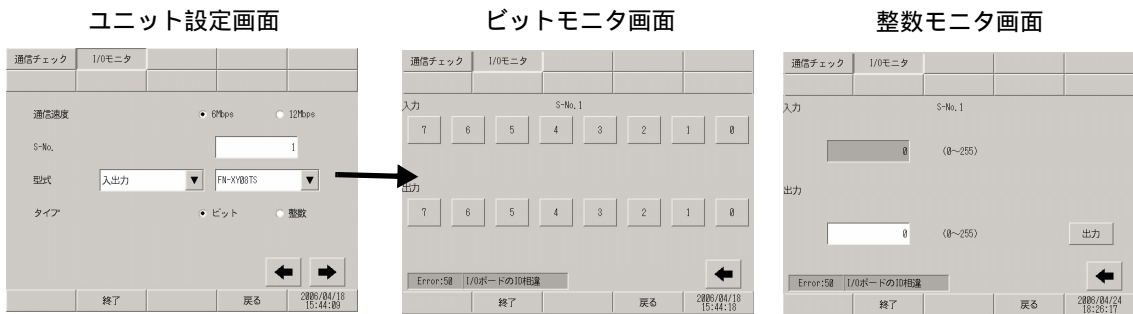 ユニット設定画面
通信チェック I/Oモニタ
通信速度 6Mbps 12Mbps
S-No. 1
型式 入出力 FN-XY08TS
タイプ ビット 整数
終了 戻る 2006/04/18 15:44:09
ビットモニタ画面
通信チェック I/Oモニタ
入力 S-No.1
7 6 5 4 3 2 1 0
出力
7 6 5 4 3 2 1 0
Error:50 I/OボードのID相違
終了 戻る 2006/04/18 15:44:18
整数モニタ画面
通信チェック I/Oモニタ
入力 S-No.1
0 (0～255)
出力
0 (0～255) 出力
Error:50 I/OボードのID相違
終了 戻る 2006/04/24 18:26:17